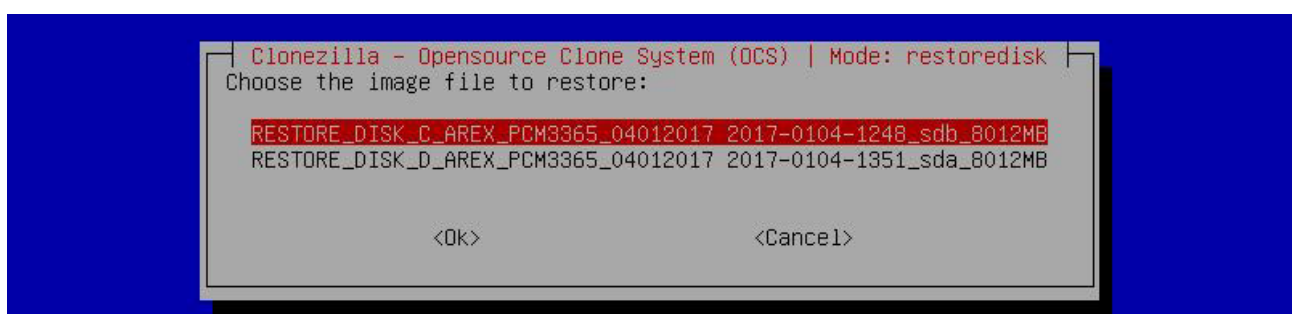 Clonezilla - Opensource Clone System (OCS) | Mode: restoredisk
Choose the image file to restore:
RESTORE_DISK_C_AREX_PCM3365_04012017 2017-0104-1248_sdb_8012MB
RESTORE_DISK_D_AREX_PCM3365_04012017 2017-0104-1351_sda_8012MB
<Ok> <Cancel>